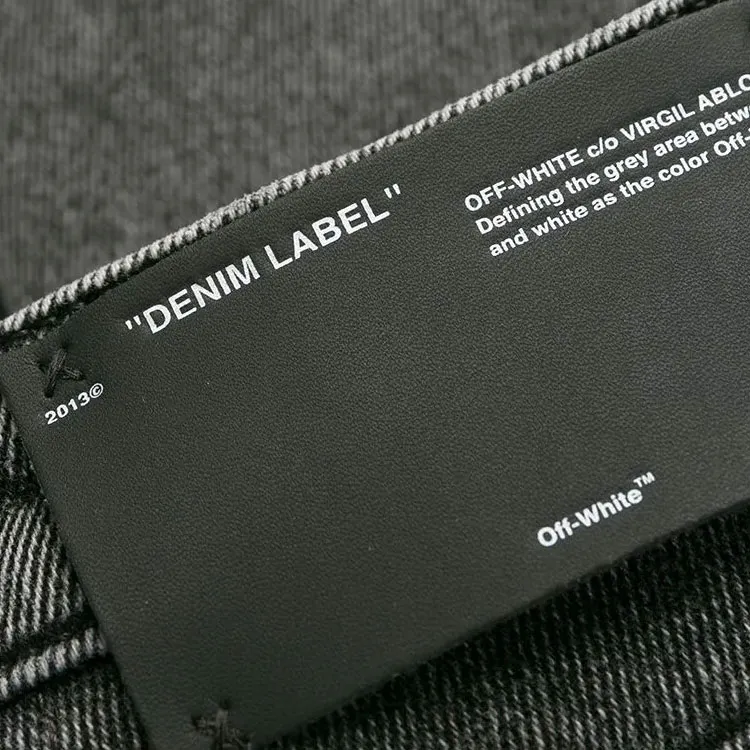 "DENIM LABEL"
OFF-WHITE c/o VIRGIL ABLO
Defining the grey area betw
and white as the color Off-
2013©
Off-White™